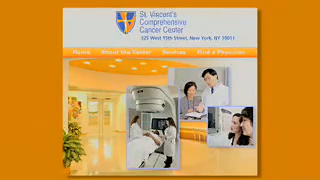 St. Vincent's
Comprehensive
Cancer Center
325 West 15th Street, New York, NY 10011
Home About the Center Services Find a Physician